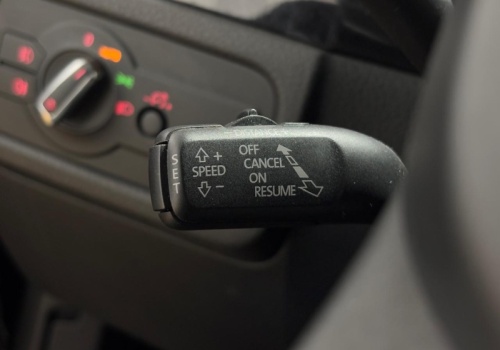 SET
+
SPEED
-
OFF
CANCEL
ON
RESUME